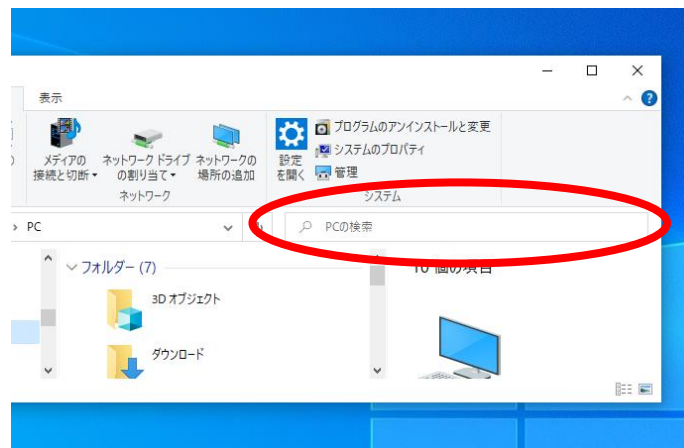 表示
メディアの
接続と切断
ネットワーク ドライブ
の割り当て
ネットワークの
場所の追加
ネットワーク
設定
を開く
プログラムのアンインストールと変更
システムのプロパティ
管理
システム
PC
PCの検索
フォルダー (7)
3D オブジェクト
ダウンロード
10 個の項目